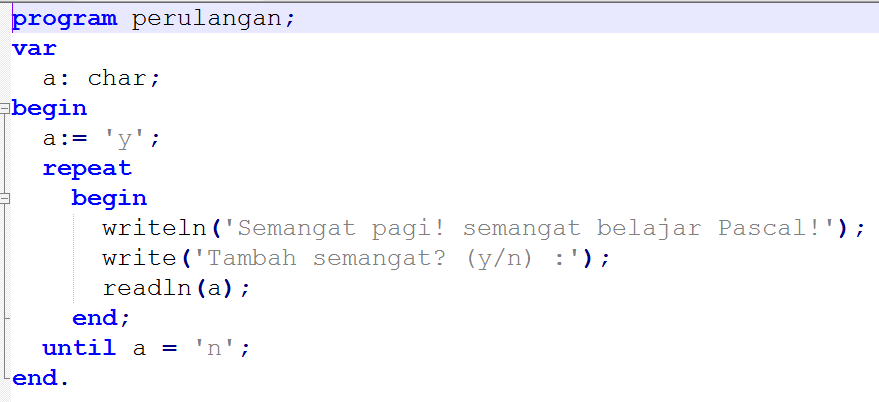 program perulangan;
var
  a: char;
begin
  a:= 'y';
  repeat
    begin
      writeln('Semangat pagi! semangat belajar Pascal!');
      write('Tambah semangat? (y/n) :');
      readln(a);
    end;
  until a = 'n';
end.